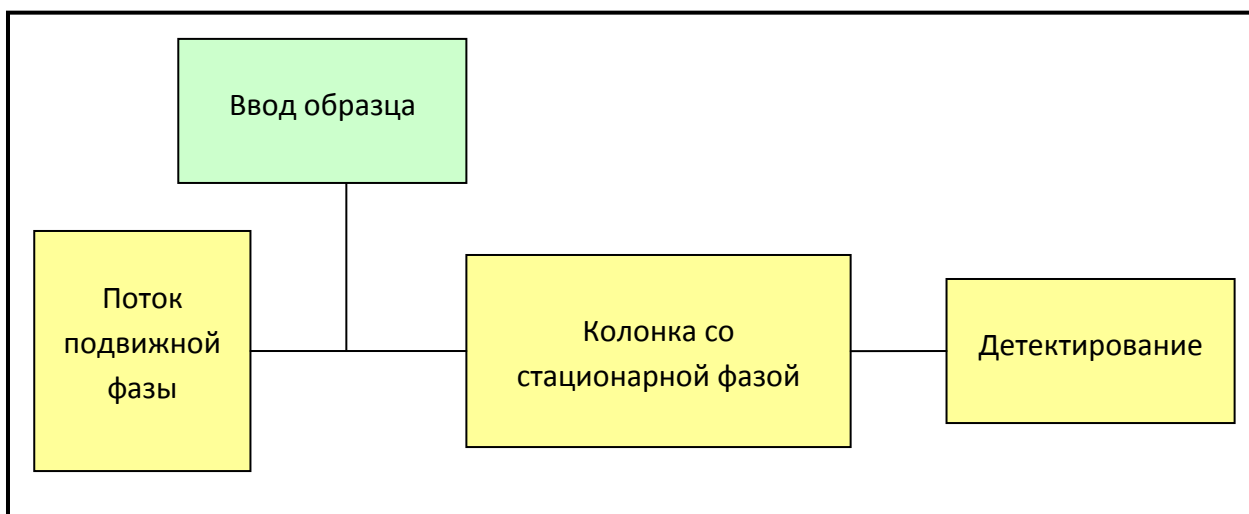 Ввод образца
Поток
подвижной
фазы
Колонка со
стационарной фазой
Детектирование